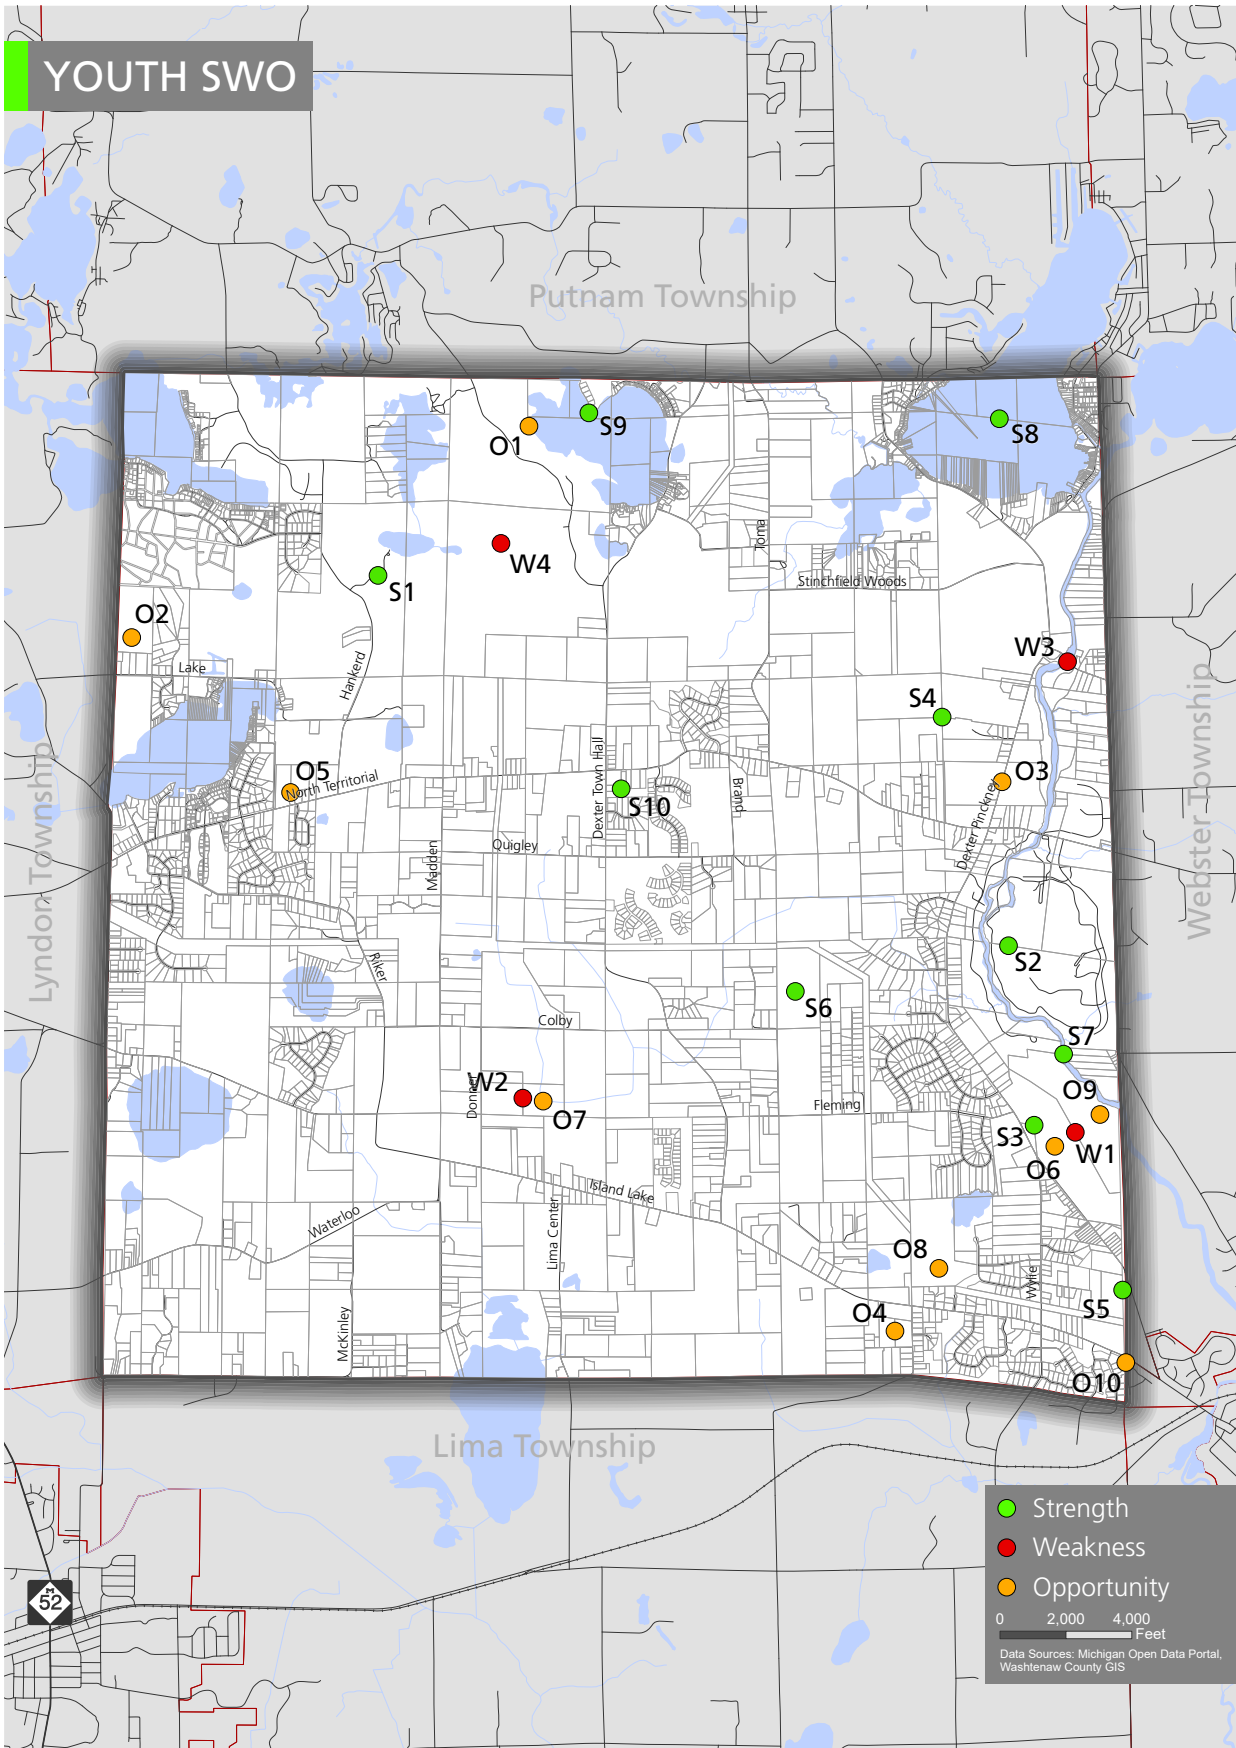 YOUTH SWO
Putnam Township
S9
S8
O1
Toma
W4
Stinchfield Woods
S1
O2
W3
Lake
Hankerd
S4
Webster Township
Lyndon Township
O5
North Territorial
Dexter Town Hall
S10
Brand
O3
Dexter Pinckney
Quigley
Madden
Riker
S2
S6
Colby
S7
W2
Donner
O7
Fleming
O9
S3
W1
O6
Island Lake
Waterloo
Lima Center
O8
Wylie
S5
O4
McKinley
O10
Lima Township
Strength
Weakness
Opportunity
0 2,000 4,000
Feet
Data Sources: Michigan Open Data Portal,
Washtenaw County GIS
M
52